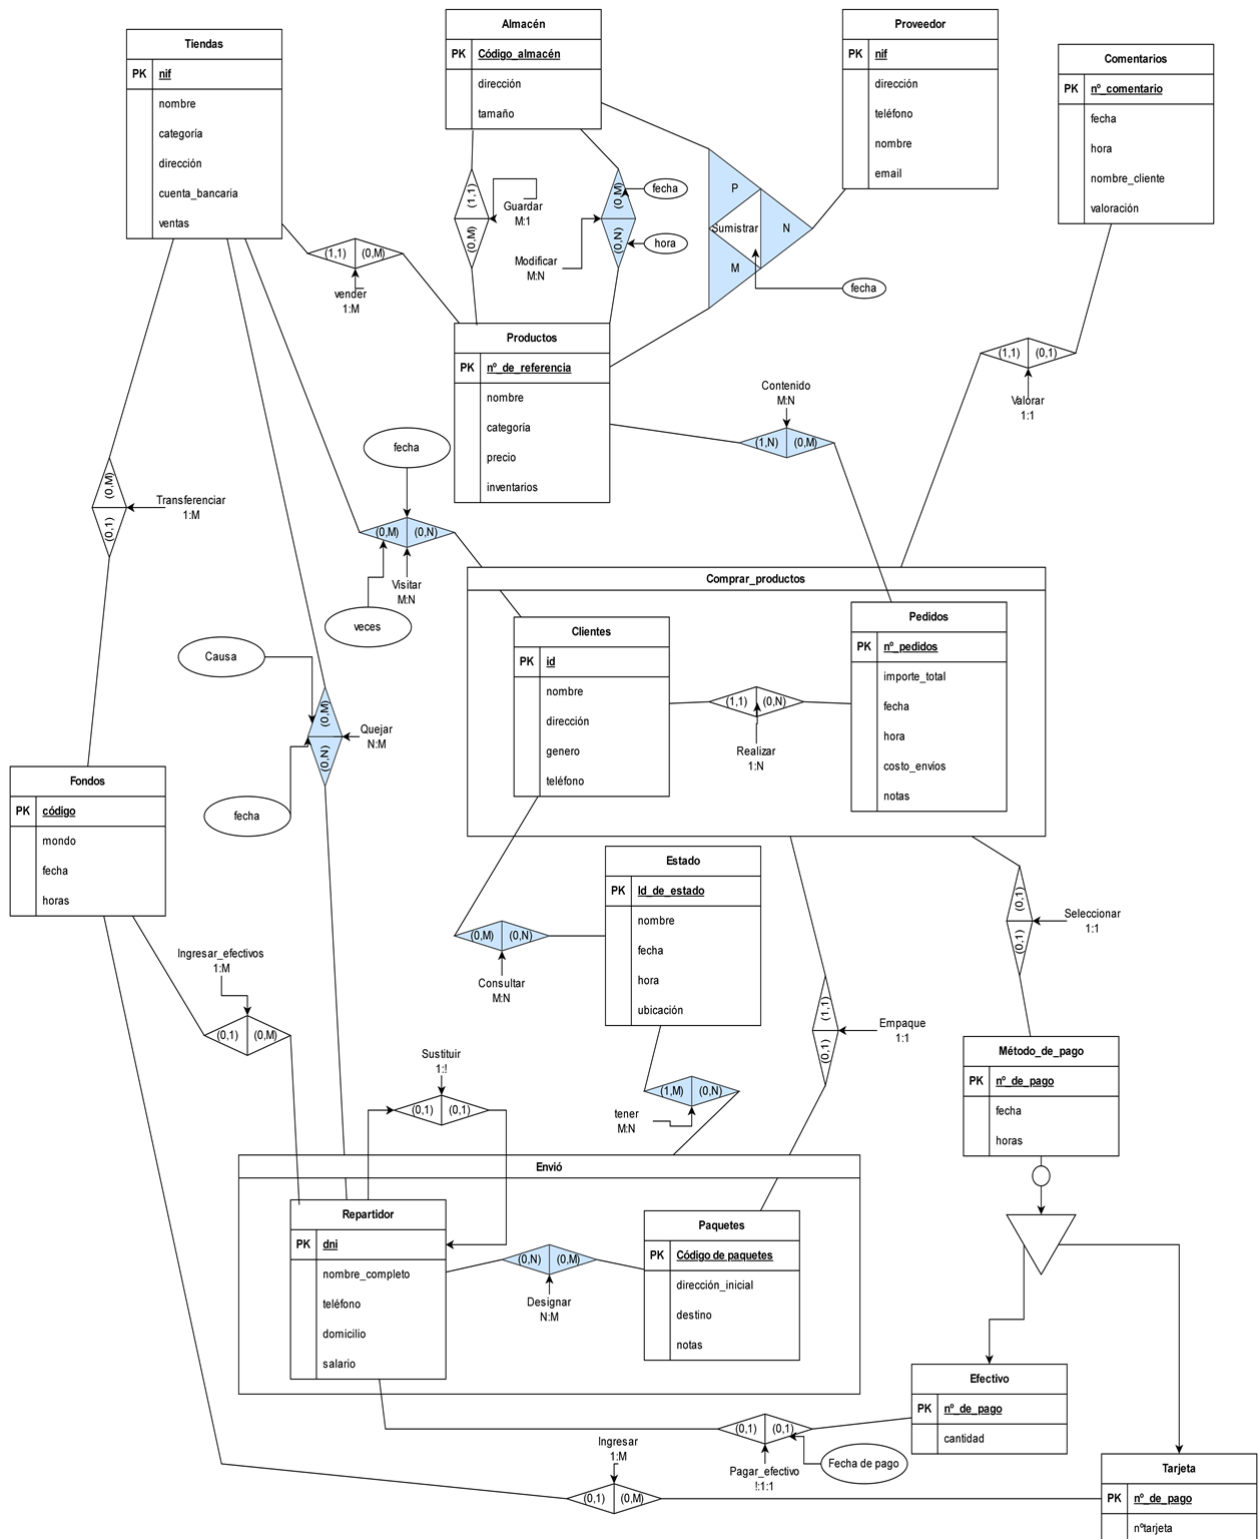 Tiendas
PK nif
nombre
categoría
dirección
cuenta_bancaria
ventas
Almacén
PK Código_almacén
dirección
tamaño
Proveedor
PK nif
dirección
teléfono
nombre
email
Comentarios
PK nº_comentario
fecha
hora
nombre_cliente
valoración
(1,1) (0,M)
Guardar
M:1
(0,M) (0,N)
fecha
hora
Modificar
M:N
P
Sumistrar
N
M
fecha
(1,1) (0,M)
vender
1:M
Productos
PK nº_de_referencia
nombre
categoría
precio
inventarios
(1,1) (0,1)
Valorar
1:1
Contenido
M:N
(1,N) (0,M)
fecha
(0,M) (0,N)
Visitar
M:N
veces
(0,M) (0,1)
Transferenciar
1:M
Comprar_productos
Clientes
PK id
nombre
dirección
genero
teléfono
(1,1) (0,N)
Realizar
1:N
Pedidos
PK nº_pedidos
importe_total
fecha
hora
costo_envios
notas
Causa
(0,M) (0,N)
Quejar
N:M
fecha
Fondos
PK código
mondo
fecha
horas
Estado
PK Id_de_estado
nombre
fecha
hora
ubicación
(0,M) (0,N)
Consultar
M:N
(0,1) (0,1)
Seleccionar
1:1
Ingresar_efectivos
1:M
(0,1) (0,M)
(1,1) (0,1)
Empaque
1:1
Método_de_pago
PK nº_de_pago
fecha
horas
Sustituir
1:!
(0,1) (0,1)
(1,M) (0,N)
tener
M:N
Envió
Repartidor
PK dni
nombre_completo
teléfono
domicilio
salario
(0,N) (0,M)
Designar
N:M
Paquetes
PK Código de paquetes
dirección_inicial
destino
notas
Efectivo
PK nº_de_pago
cantidad
(0,1) (0,1)
Pagar_efectivo
!:1:1
Fecha de pago
Ingresar
1:M
(0,1) (0,M)
Tarjeta
PK nº_de_pago
nºtarjeta